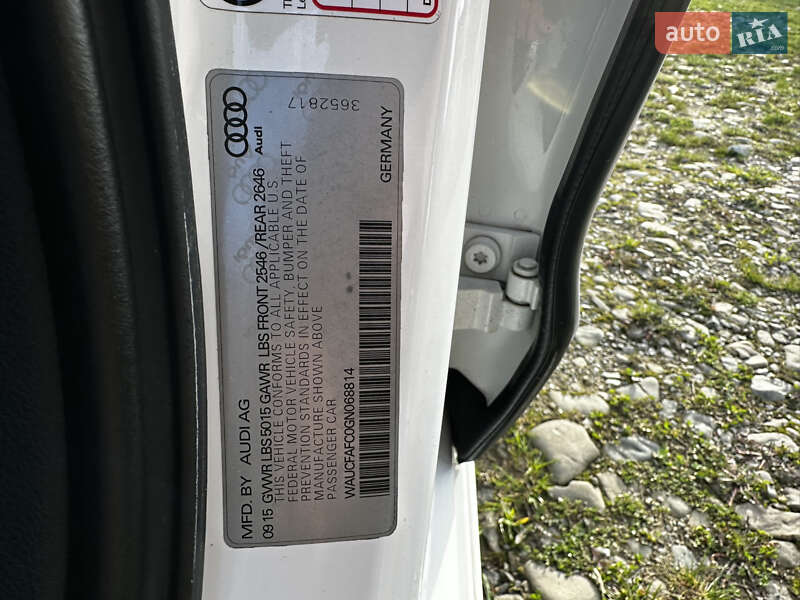 MFD. BY AUDI AG
09 15 GVWR LBS 5015 GAWR LBS FRONT 2546 /REAR 2646
THIS VEHICLE CONFORMS TO ALL APPLICABLE U.S.
FEDERAL MOTOR VEHICLE SAFETY, BUMPER AND THEFT
PREVENTION STANDARDS IN EFFECT ON THE DATE OF
MANUFACTURE SHOWN ABOVE
PASSENGER CAR
WAUCFAFC0GN068814
GERMANY
Audi
3652817
auto RIA
.com